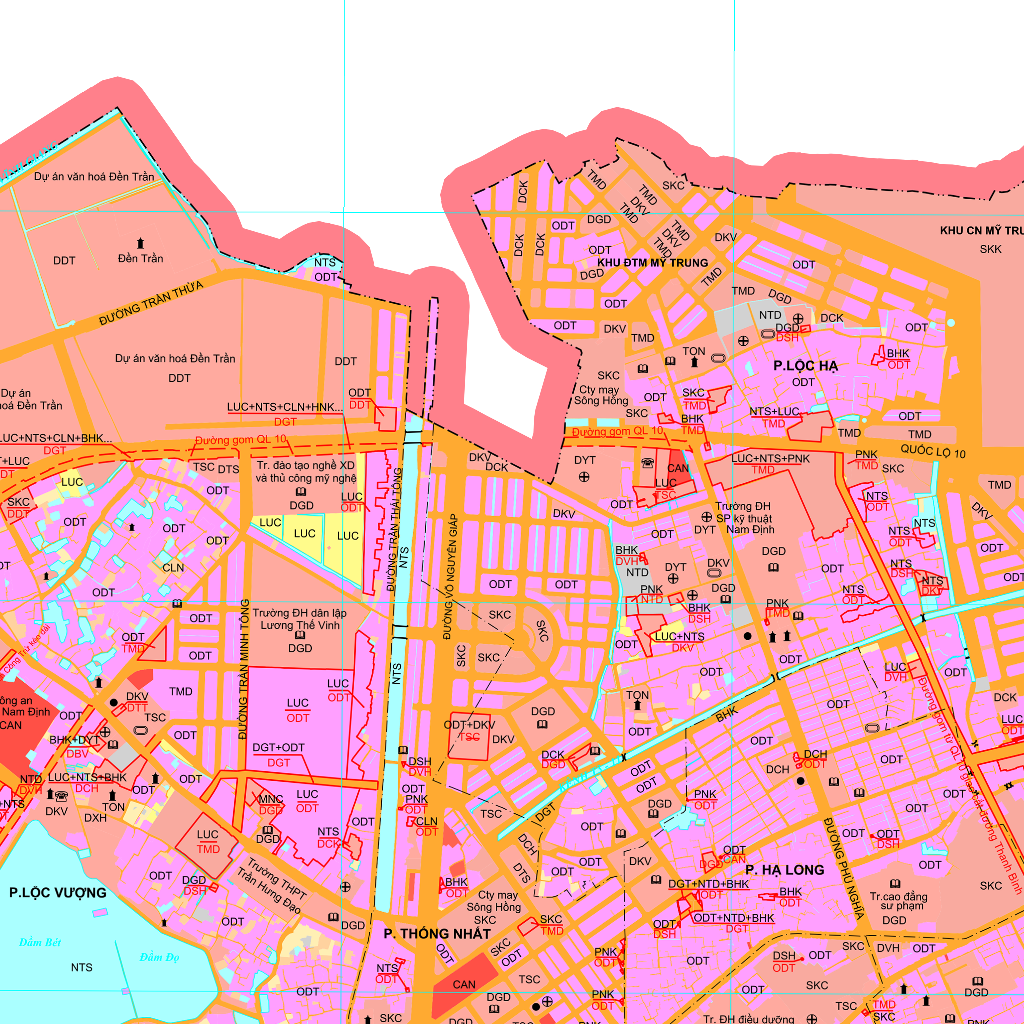 Dự án văn hoá Đền Trần
Đền Trần
DDT
ĐƯỜNG TRẦN THỪA
NTS
ODT
Dự án văn hoá Đền Trần
DDT
DDT
Dự án
ODT
DDT
LUC+NTS+CLN+HNK...
DGT
LUC+NTS+CLN+BHK...
DGT
Đường gom QL 10
DCK
DCK
DCK
ODT
DGD
ODT
DGD
TMD
TMD
DKV
TMD
SKC
TMD
DKV
TMD
DKV
TMD
KHU ĐTM MỸ TRUNG
ODT
ODT
DKV
TMD
ODT
TMD
DGD
NTD
DCK
DGD
DSH
KHU CN MỸ TRU
SKK
ODT
TON
P.LỘC HẠ
ODT
BHK
ODT
SKC
Cty may
Sông Hồng
SKC
ODT
SKC
TMD
BHK
TMD
NTS+LUC
TMD
TMD
ODT
TMD
QUỐC LỘ 10
Đường gom QL 10
DYT
CAN
LUC
TSC
ODT
LUC+NTS+PNK
TMD
PNK
TMD
SKC
TMD
DKV
T+LUC
DT
SKC
DDT
LUC
TSC
DTS
Tr. đào tạo nghề XD
và thủ công mỹ nghệ
DGD
LUC
ODT
LUC
LUC
LUC
ODT
ODT
ODT
ODT
CLN
ODT
ĐƯỜNG TRẦN THÁI TÔNG
NTS
ĐƯỜNG VÕ NGUYÊN GIÁP
DKV
DCK
DKV
ODT
ODT
ODT
DYT
Trường ĐH
SP kỹ thuật
Nam Định
NTS
ODT
NTS
ODT
NTS
ODT
BHK
DVH
NTD
DYT
DKV
DGD
DGD
PNK
NTD
BHK
DSH
PNK
TMD
ODT
NTS
ODT
NTS
DSH
NTS
DKV
ĐƯỜNG TRẦN MINH TÔNG
Trường ĐH dân lập
Lương Thế Vinh
DGD
ODT
ODT
ODT
TMD
SKC
SKC
SKC
SKC
LUC+NTS
DKV
ODT
ODT
ODT
LUC
DVH
DCK
LUC
ODT
NTS
LUC
ODT
LUC
ODT
TMD
ODT
DKV
DTT
TSC
ông an
Nam Định
CAN
ODT
BHK+DYT
DBV
NTD
DVH
LUC+NTS+BHK
DCH
ODT
ODT
DKV
TON
DXH
+NTS
ODT+DKV
TSC
DKV
DGD
TON
BHK
ODT
ODT
DCK
DGD
DGT
ODT
ODT
DGD
PNK
ODT
DCH
ODT
DCH
ODT
Đường gom từ QL 10 giao cắt đường Thanh Bình
DGT+ODT
DGT
LUC
ODT
MNC
DGD
DGD
NTS
DCK
ODT
DSH
DVH
ODT
PNK
ODT
CLN
ODT
TSC
DCH
DTS
ODT
ODT
DKV
ODT
DGD
CAN
ODT
ODT
ODT
DSH
ODT
ĐƯỜNG PHÙ NGHĨA
LUC
TMD
DGD
DSH
Trường THPT
Trần Hưng Đạo
DGD
ODT
P.LỘC VƯỢNG
Đầm Bét
Đầm Đọ
NTS
ODT
BHK
ODT
Cty may
Sông Hồng
SKC
P. THỐNG NHẤT
SKC
TMD
SKC
ODT
ODT
P. HẠ LONG
DGT+NTD+BHK
ODT
BHK
ODT
ODT
DSH
ODT+NTD+BHK
DGT
Tr.cao đẳng
sư phạm
DGD
SKC
NTS
ODT
CAN
TSC
DGD
DGD
TSC
SKC
PNK
ODT
PNK
ODT
ODT
DSH
ODT
ODT
SKC
DVH
ODT
SKC
TSC
TMD
SKC
DGD
PNK
ODT
Tr. ĐH điều dưỡng